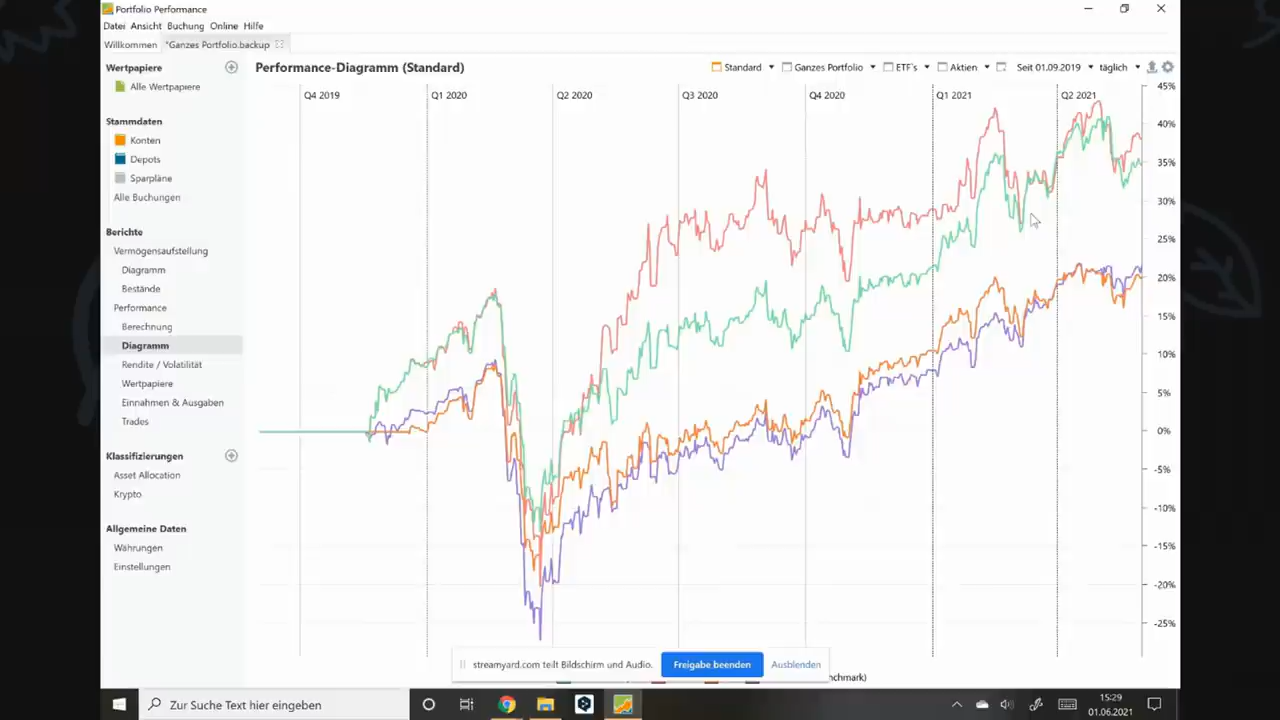 Portfolio Performance
Datei Ansicht Buchung Online Hilfe
Willkommen *Ganzes Portfolio.backup
Wertpapiere
Alle Wertpapiere
Stammdaten
Konten
Depots
Sparpläne
Alle Buchungen
Berichte
Vermögensaufstellung
Diagramm
Bestände
Performance
Berechnung
Diagramm
Rendite / Volatilität
Wertpapiere
Einnahmen & Ausgaben
Trades
Klassifizierungen
Asset Allocation
Krypto
Allgemeine Daten
Währungen
Einstellungen
Performance-Diagramm (Standard)
Standard Ganzes Portfolio ETF's Aktien Seit 01.09.2019 täglich
Q4 2019 Q1 2020 Q2 2020 Q3 2020 Q4 2020 Q1 2021 Q2 2021
45%
40%
35%
30%
25%
20%
15%
10%
5%
0%
-5%
-10%
-15%
-20%
-25%
streamyard.com teilt Bildschirm und Audio. Freigabe beenden Ausblenden
Zur Suche Text hier eingeben
15:29
01.06.2021